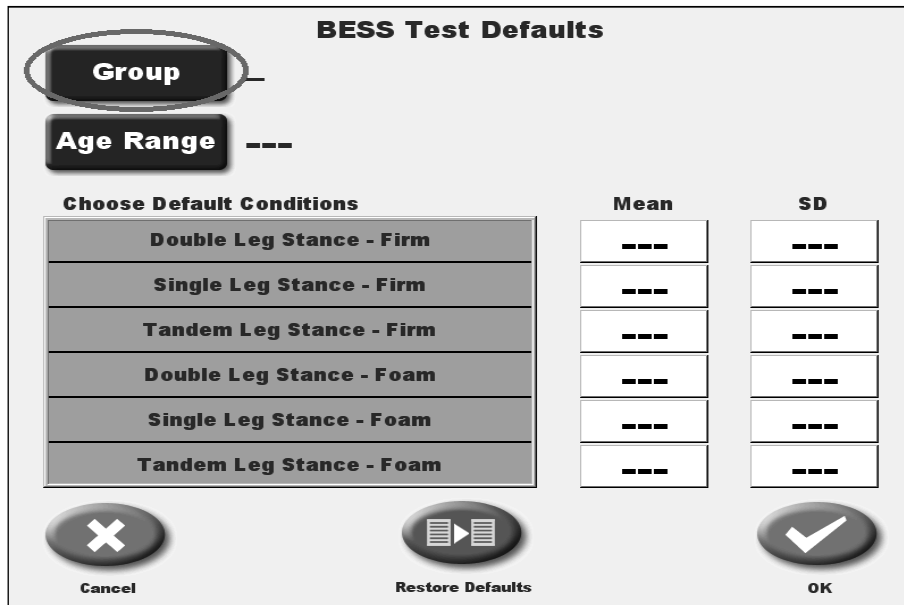 BESS Test Defaults
Group _
Age Range ---
Choose Default Conditions Mean SD
Double Leg Stance - Firm --- ---
Single Leg Stance - Firm --- ---
Tandem Leg Stance - Firm --- ---
Double Leg Stance - Foam --- ---
Single Leg Stance - Foam --- ---
Tandem Leg Stance - Foam --- ---
Cancel Restore Defaults OK